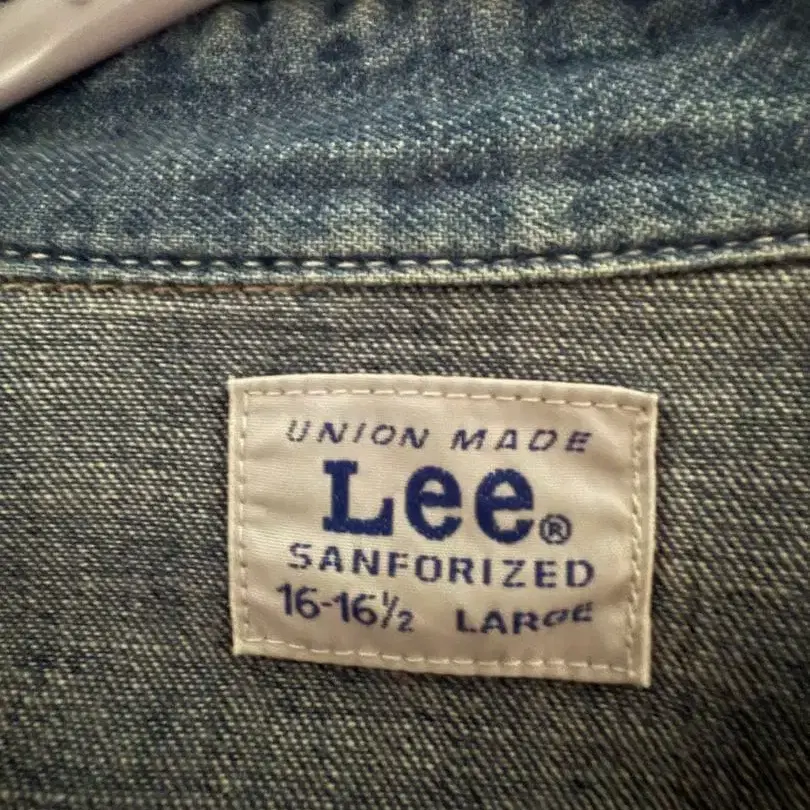 UNION MADE
Lee®
SANFORIZED
16-16½ LARGE